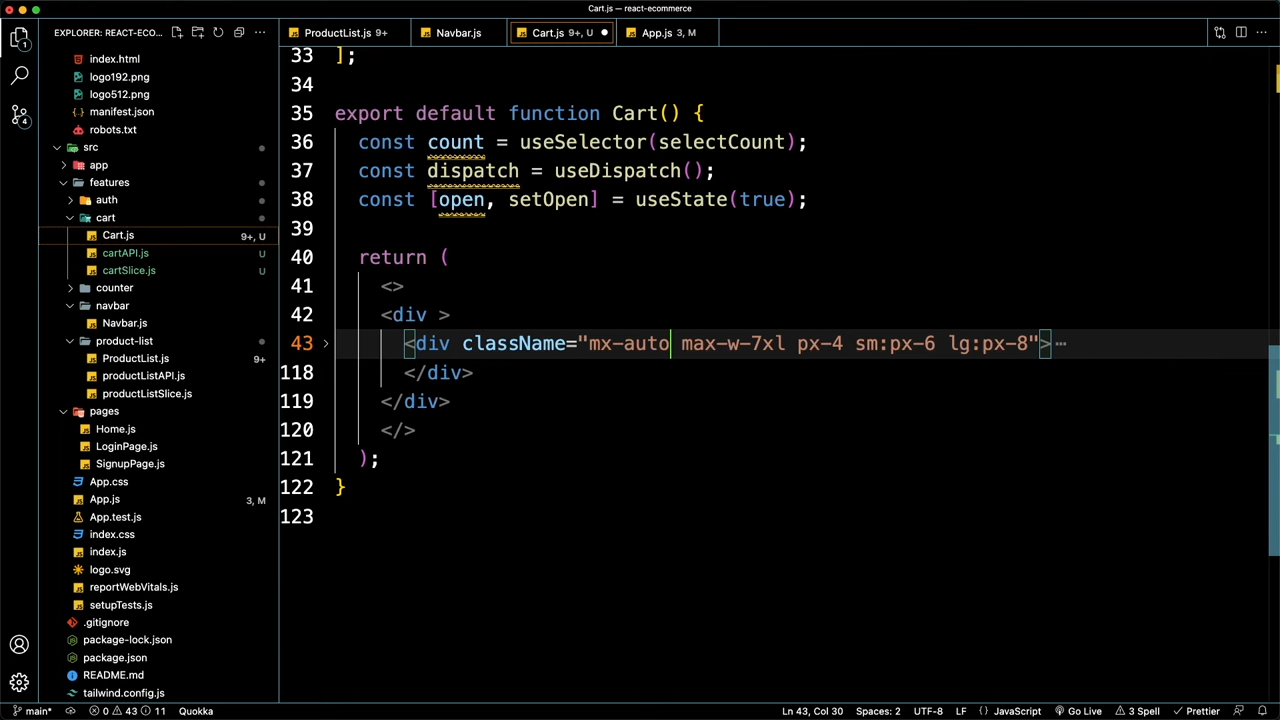 Cart.js — react-ecommerce
EXPLORER: REACT-ECO...
ProductList.js 9+
Navbar.js
Cart.js 9+, U
App.js 3, M
1
4
index.html
logo192.png
logo512.png
manifest.json
robots.txt
src
app
features
auth
cart
Cart.js 9+, U
cartAPI.js U
cartSlice.js U
counter
navbar
Navbar.js
product-list
ProductList.js 9+
productListAPI.js
productListSlice.js
pages
Home.js
LoginPage.js
SignupPage.js
App.css
App.js 3, M
App.test.js
index.css
index.js
logo.svg
reportWebVitals.js
setupTests.js
.gitignore
package-lock.json
package.json
README.md
tailwind.config.js
33 ];
34
35 export default function Cart() {
36 const count = useSelector(selectCount);
37 const dispatch = useDispatch();
38 const [open, setOpen] = useState(true);
39
40 return (
41 <>
42 <div >
43 <div className="mx-auto max-w-7xl px-4 sm:px-6 lg:px-8">⋯
118 </div>
119 </div>
120 </>
121 );
122 }
123
main* 0 43 11 Quokka
Ln 43, Col 30 Spaces: 2 UTF-8 LF {} JavaScript Go Live 3 Spell Prettier